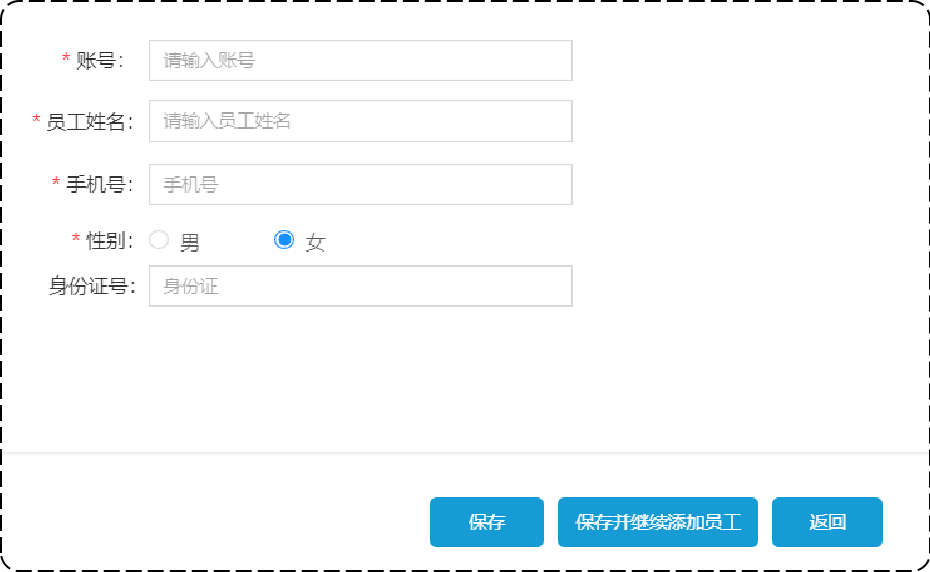 * 账号： 请输入账号
* 员工姓名： 请输入员工姓名
* 手机号： 手机号
* 性别： 男 女
身份证号： 身份证
保存 保存并继续添加员工 返回